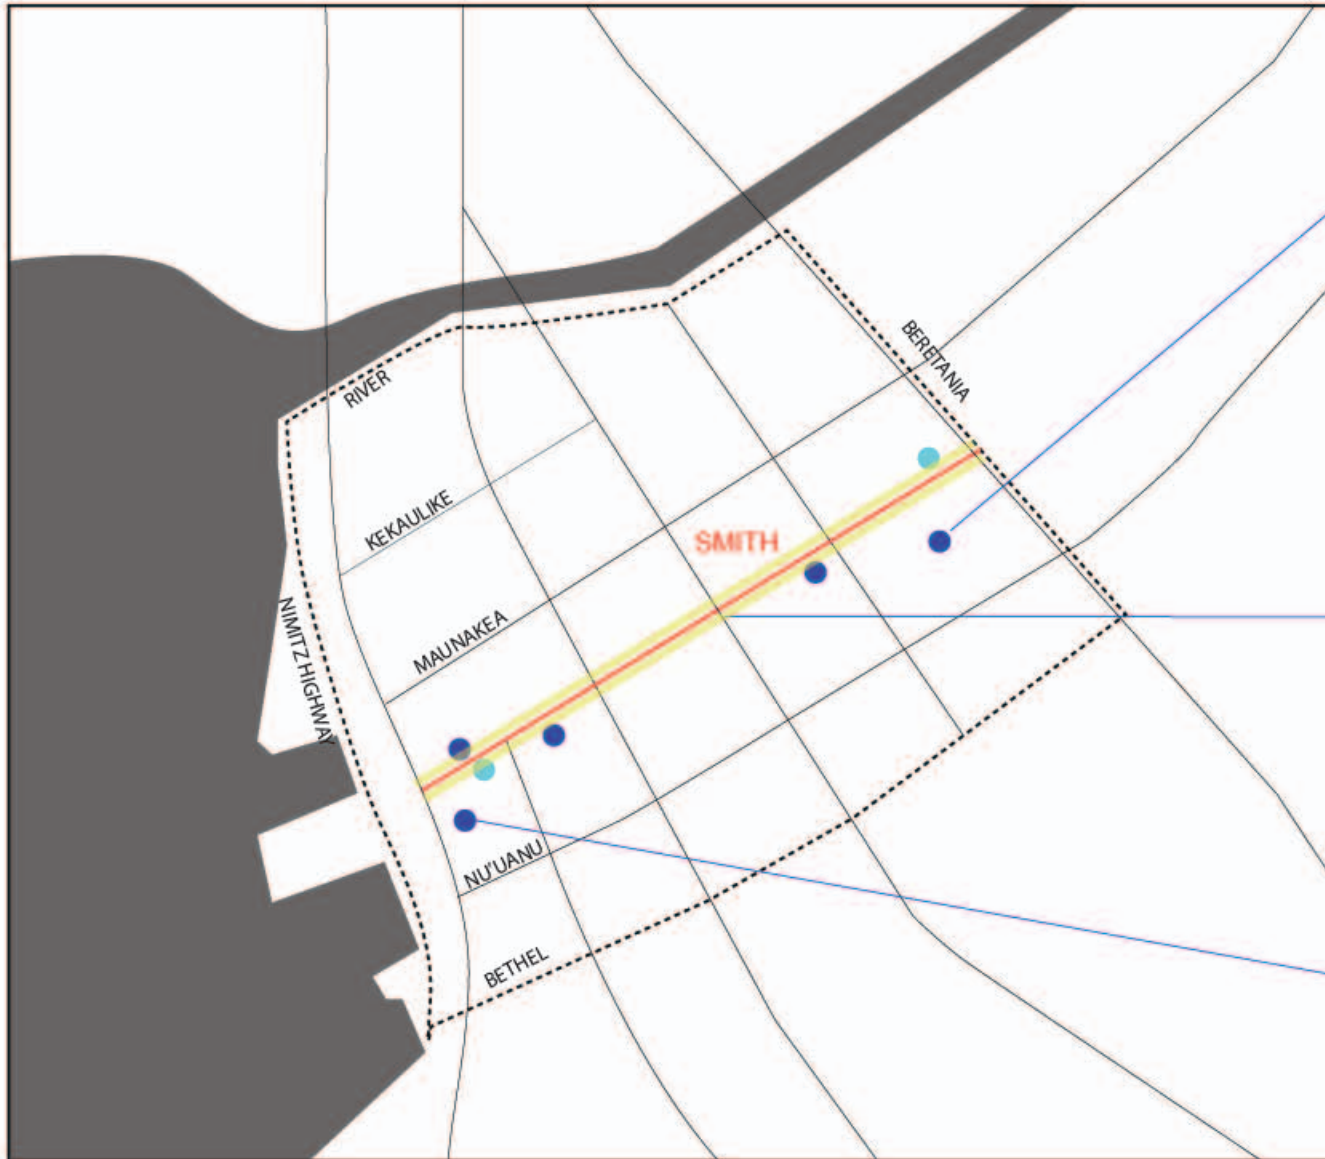 BERETANIA
RIVER
KEKAULIKE
SMITH
NIMITZ HIGHWAY
MAUNAKEA
NU'UANU
BETHEL